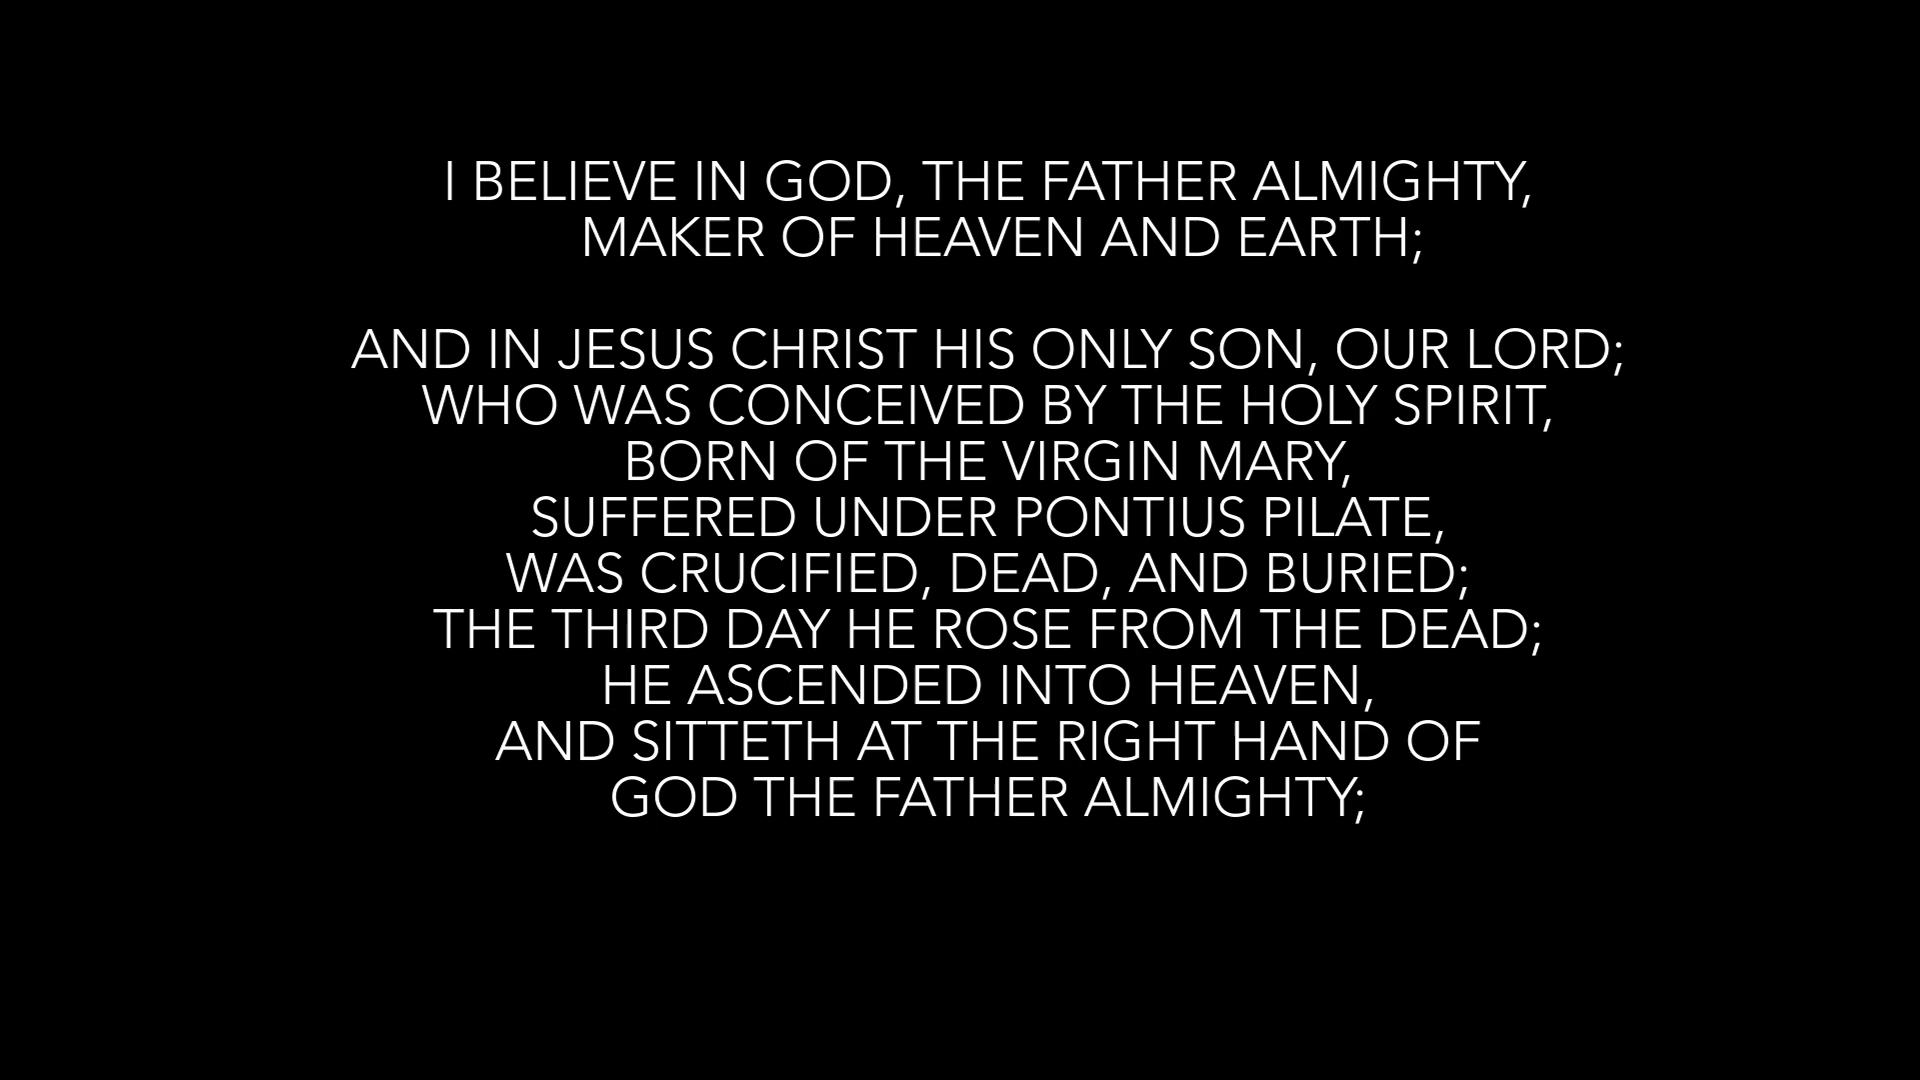 I BELIEVE IN GOD, THE FATHER ALMIGHTY,
MAKER OF HEAVEN AND EARTH;
AND IN JESUS CHRIST HIS ONLY SON, OUR LORD;
WHO WAS CONCEIVED BY THE HOLY SPIRIT,
BORN OF THE VIRGIN MARY,
SUFFERED UNDER PONTIUS PILATE,
WAS CRUCIFIED, DEAD, AND BURIED;
THE THIRD DAY HE ROSE FROM THE DEAD;
HE ASCENDED INTO HEAVEN,
AND SITTETH AT THE RIGHT HAND OF
GOD THE FATHER ALMIGHTY;